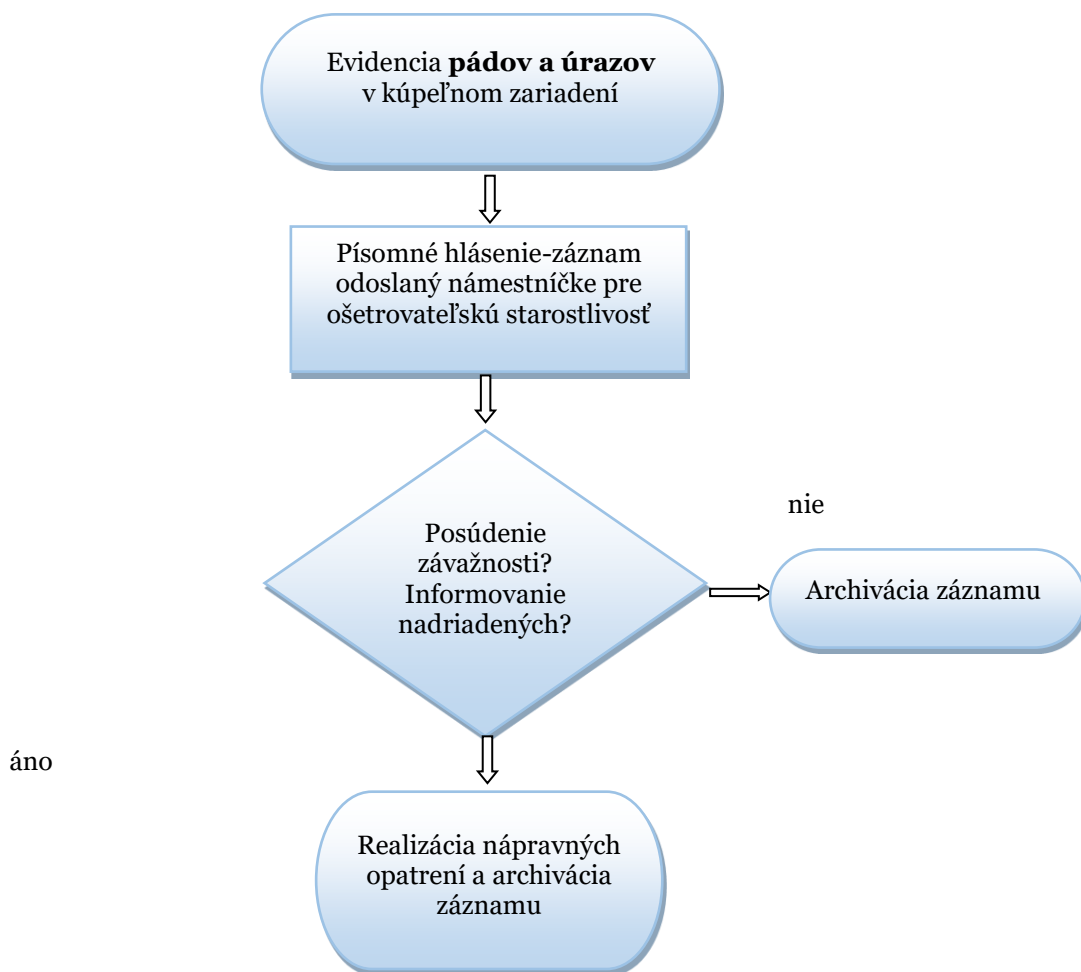 Evidencia pádov a úrazov
v kúpeľnom zariadení
Písomné hlásenie-záznam
odoslaný námestníčke pre
ošetrovateľskú starostlivosť
Posúdenie
závažnosti?
Informovanie
nadriadených?
nie
Archivácia záznamu
áno
Realizácia nápravných
opatrení a archivácia
záznamu